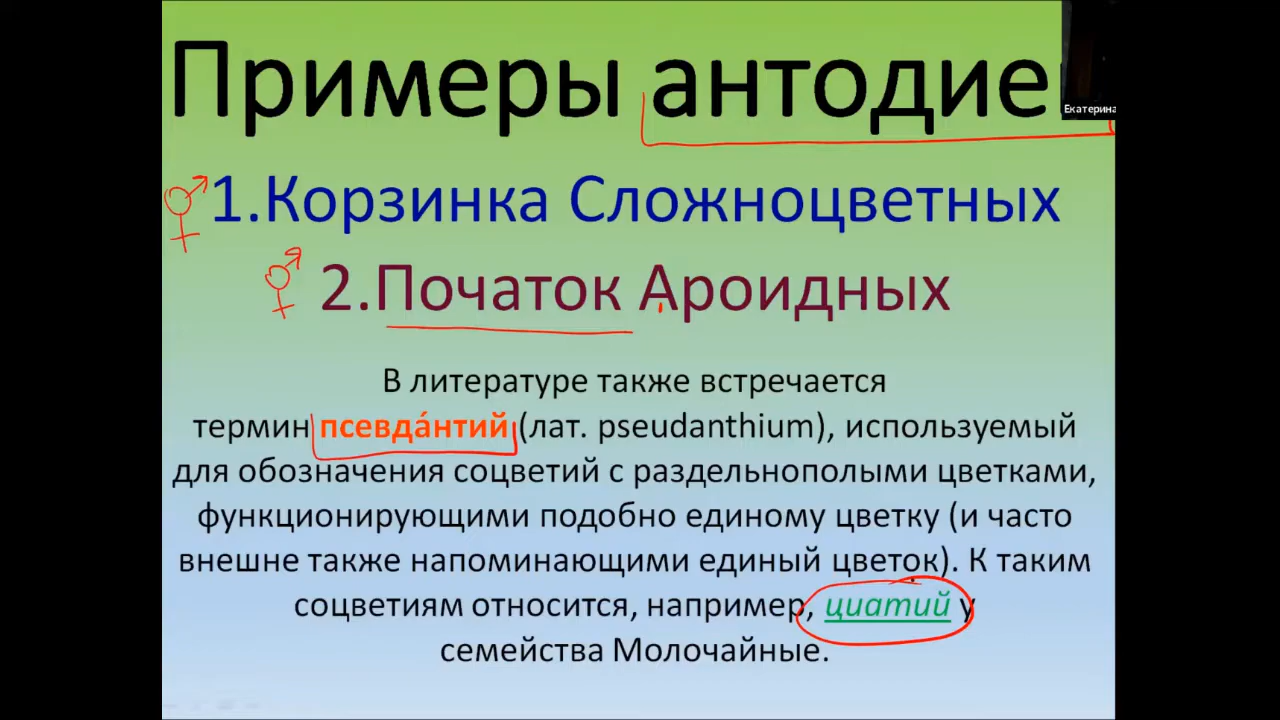 Примеры антодие
Екатерина
1.Корзинка Сложноцветных
2.Початок Ароидных
В литературе также встречается
термин псевда́нтий (лат. pseudanthium), используемый
для обозначения соцветий с раздельнополыми цветками,
функционирующими подобно единому цветку (и часто
внешне также напоминающими единый цветок). К таким
соцветиям относится, например, циатий у
семейства Молочайные.